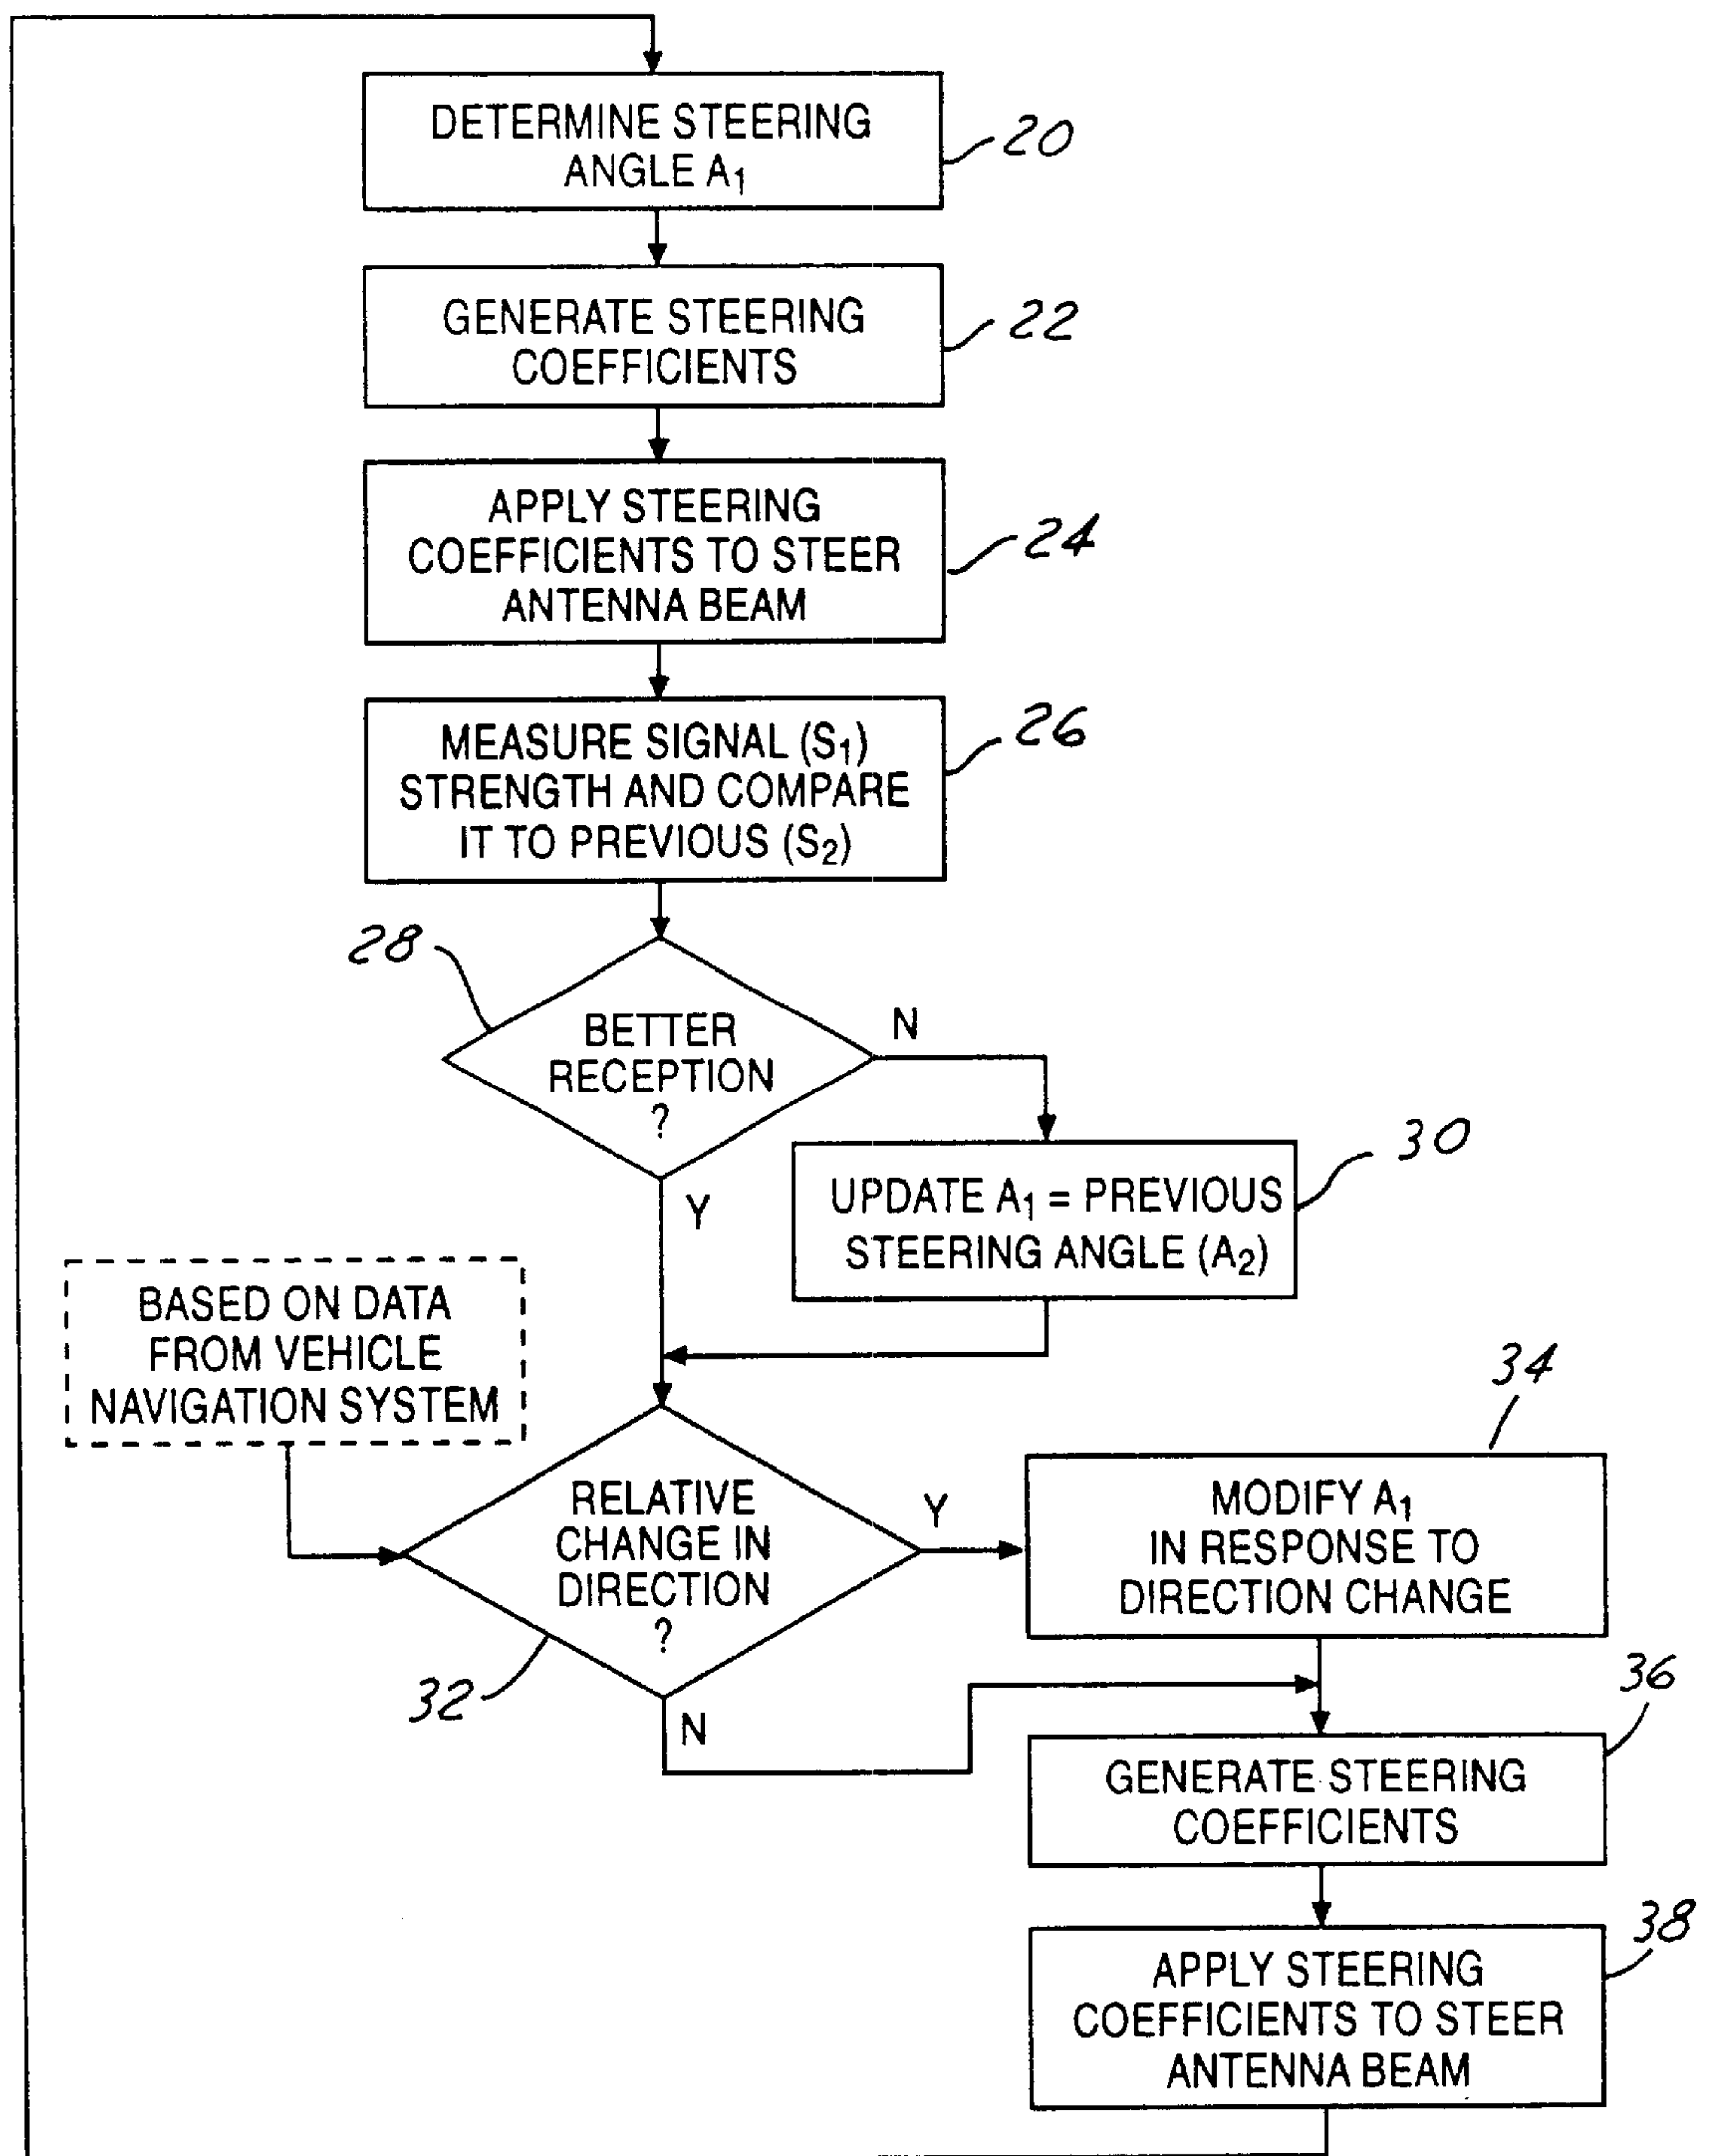 DETERMINE STEERING
ANGLE A₁
20
GENERATE STEERING
COEFFICIENTS
22
APPLY STEERING
COEFFICIENTS TO STEER
ANTENNA BEAM
24
MEASURE SIGNAL (S₁)
STRENGTH AND COMPARE
IT TO PREVIOUS (S₂)
26
28
BETTER
RECEPTION
?
N
Y
UPDATE A₁ = PREVIOUS
STEERING ANGLE (A₂)
30
BASED ON DATA
FROM VEHICLE
NAVIGATION SYSTEM
RELATIVE
CHANGE IN
DIRECTION
?
32
Y
N
34
MODIFY A₁
IN RESPONSE TO
DIRECTION CHANGE
36
GENERATE STEERING
COEFFICIENTS
38
APPLY STEERING
COEFFICIENTS TO STEER
ANTENNA BEAM